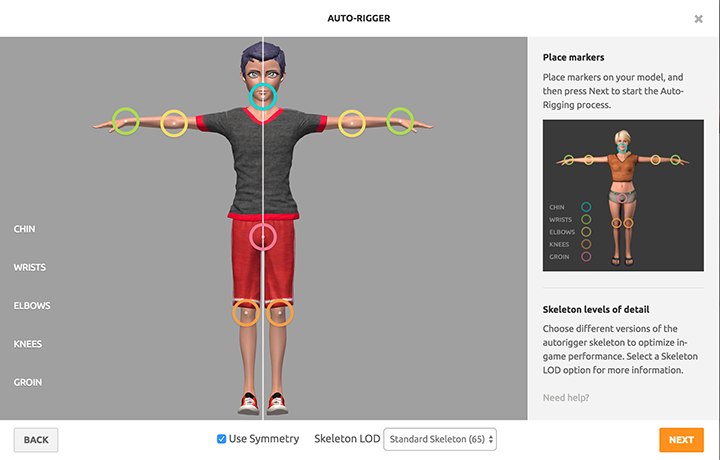 AUTO-RIGGER
×
CHIN
WRISTS
ELBOWS
KNEES
GROIN
Place markers
Place markers on your model, and
then press Next to start the Auto-
Rigging process.
CHIN
WRISTS
ELBOWS
KNEES
GROIN
Skeleton levels of detail
Choose different versions of the
autorigger skeleton to optimize in-
game performance. Select a Skeleton
LOD option for more information.
Need help?
BACK
Use Symmetry
Skeleton LOD
Standard Skeleton (65)
NEXT